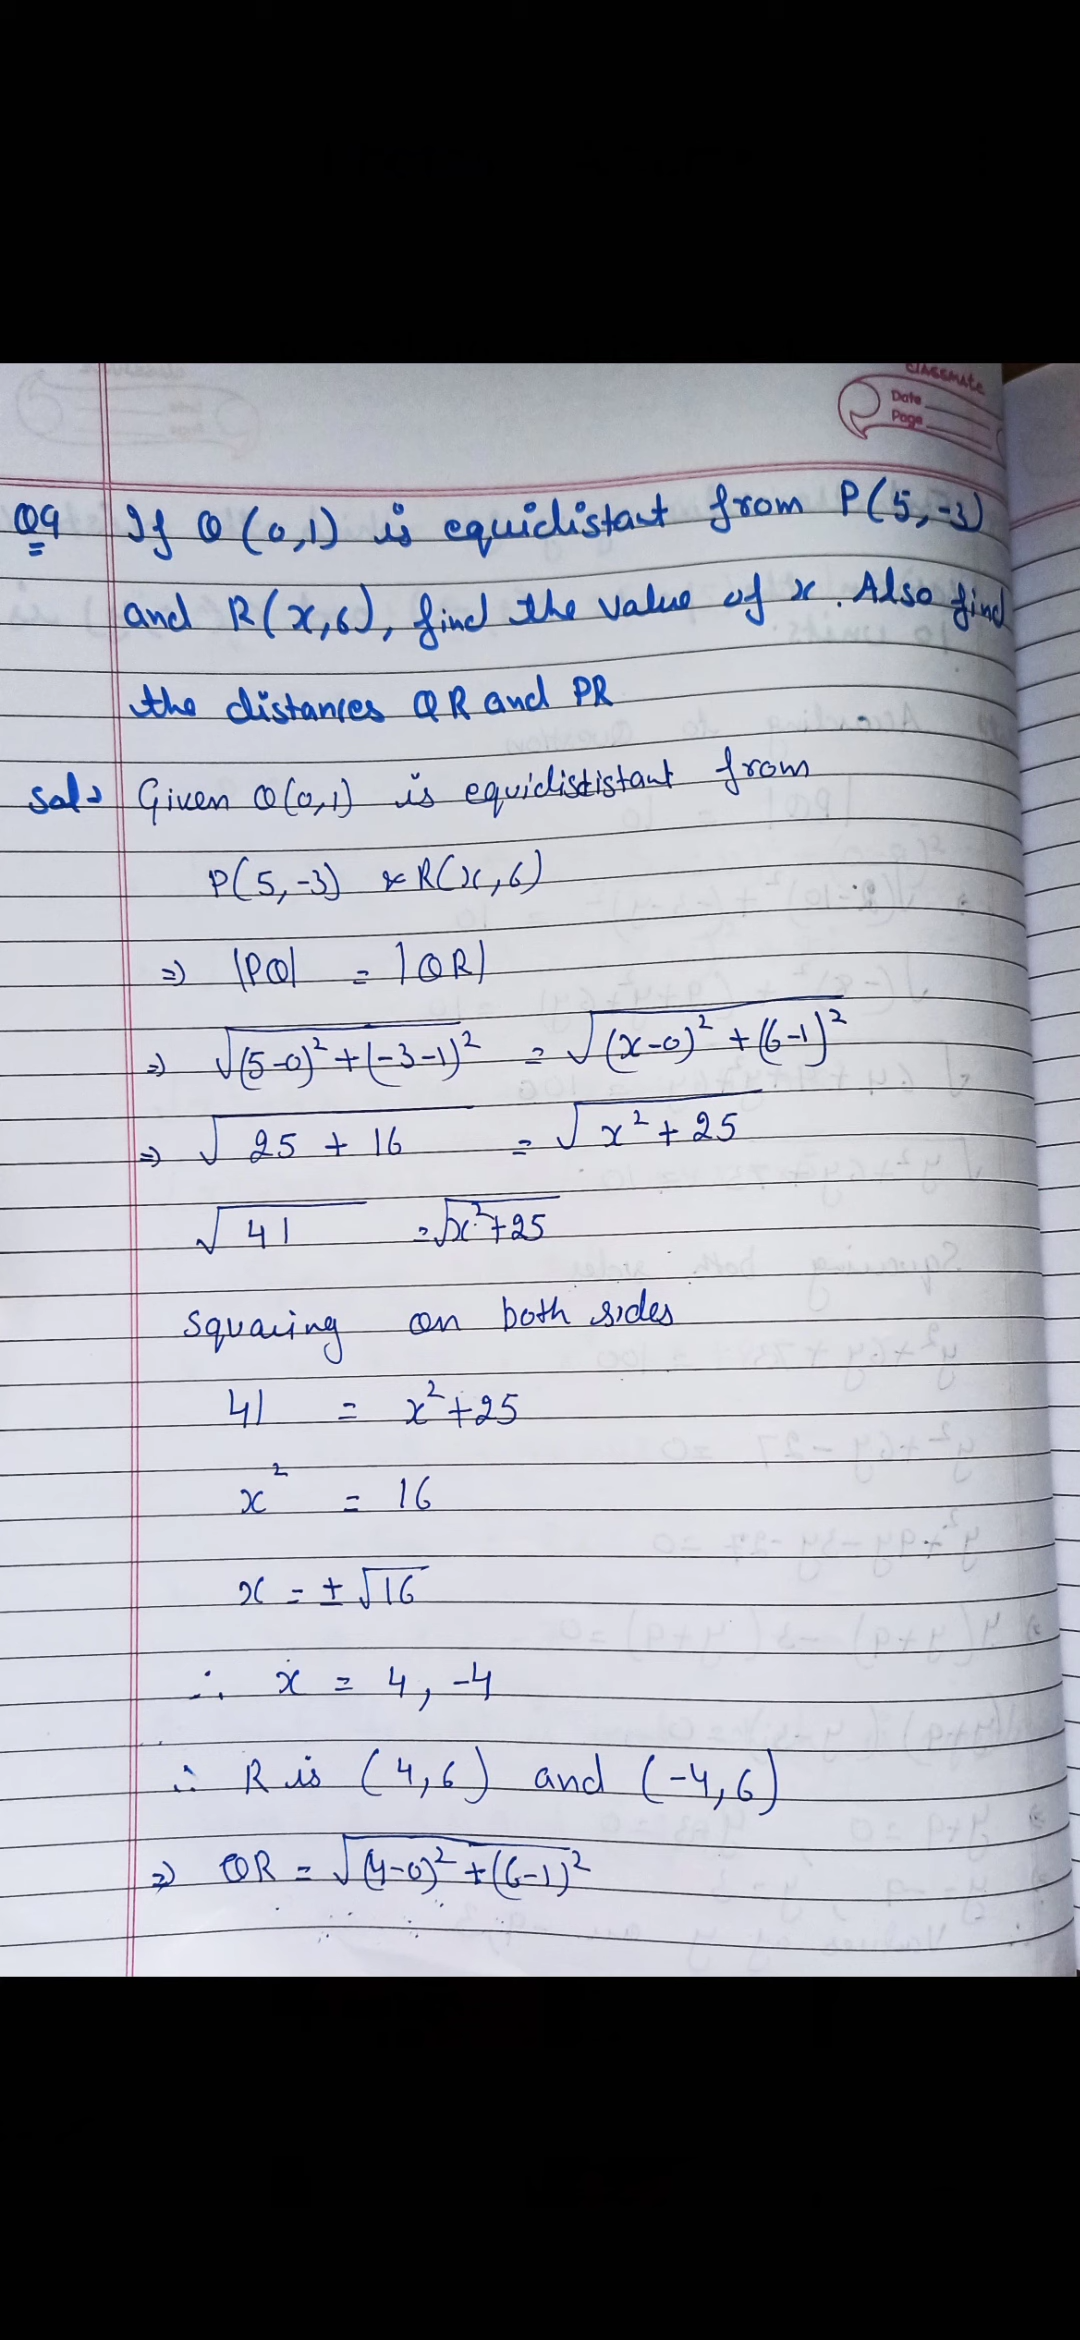 classmate
Date
Page
Q9 If Q (0,1) is equidistant from P(5,-3)
and R(x,6), find the value of x. Also find
the distances QR and PR
Sol→ Given Q(0,1) is equidististant from
P(5,-3) & R(x,6)
⇒ |PQ| = |QR|
⇒ √(5-0)² + (-3-1)² = √(x-0)² + (6-1)²
⇒ √25 + 16 = √x² + 25
√41 = √x²+25
Squaring on both sides
41 = x²+25
x² = 16
x = ± √16
∴ x = 4, -4
∴ R is (4,6) and (-4,6)
⇒ QR = √(4-0)² + (6-1)²